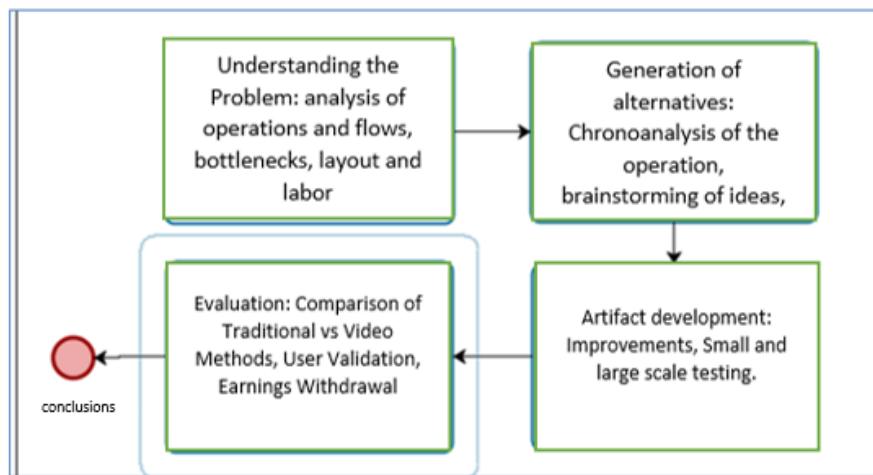 Understanding the
Problem: analysis of
operations and flows,
bottlenecks, layout and
labor
Generation of
alternatives:
Chronoanalysis of the
operation,
brainstorming of ideas,
Artifact development:
Improvements, Small and
large scale testing.
Evaluation: Comparison of
Traditional vs Video
Methods, User Validation,
Earnings Withdrawal
conclusions